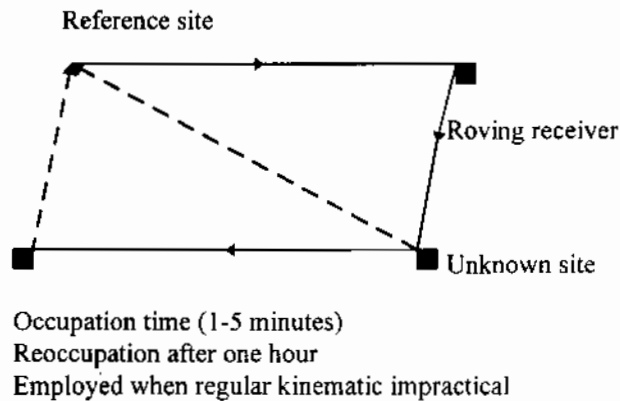 Reference site
Roving receiver
Unknown site
Occupation time (1-5 minutes)
Reoccupation after one hour
Employed when regular kinematic impractical